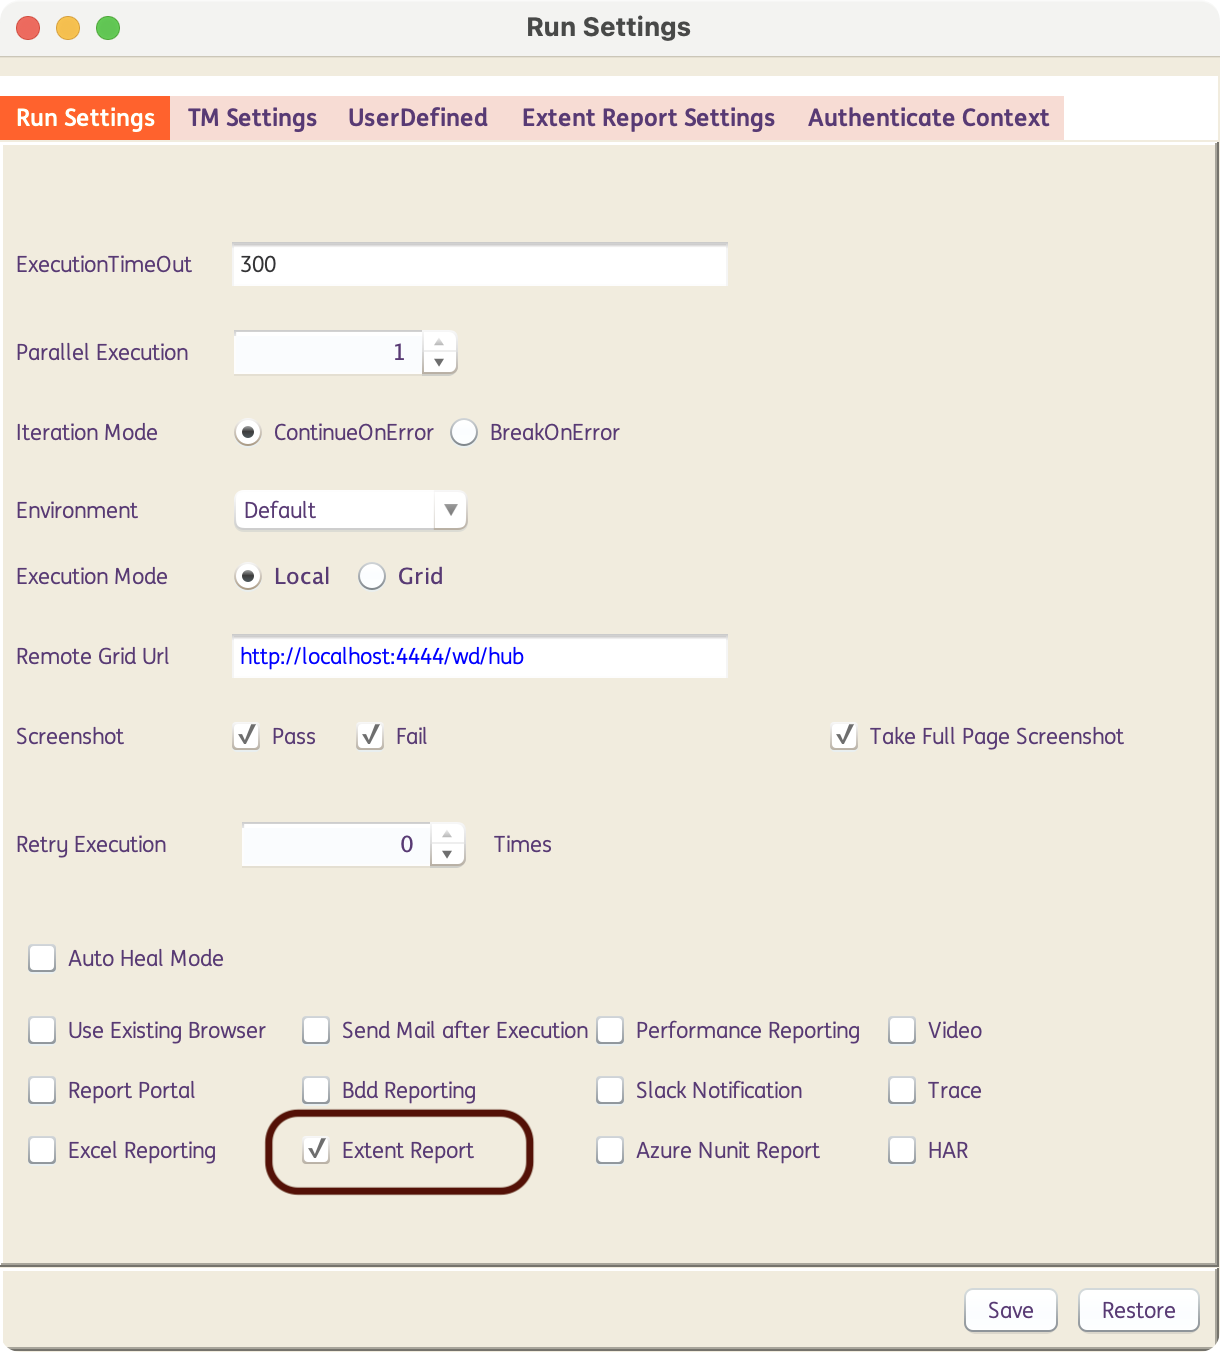 Run Settings
Run Settings TM Settings UserDefined Extent Report Settings Authenticate Context
ExecutionTimeOut 300
Parallel Execution 1
Iteration Mode ContinueOnError BreakOnError
Environment Default
Execution Mode Local Grid
Remote Grid Url http://localhost:4444/wd/hub
Screenshot Pass Fail Take Full Page Screenshot
Retry Execution 0 Times
Auto Heal Mode
Use Existing Browser Send Mail after Execution Performance Reporting Video
Report Portal Bdd Reporting Slack Notification Trace
Excel Reporting Extent Report Azure Nunit Report HAR
Save Restore